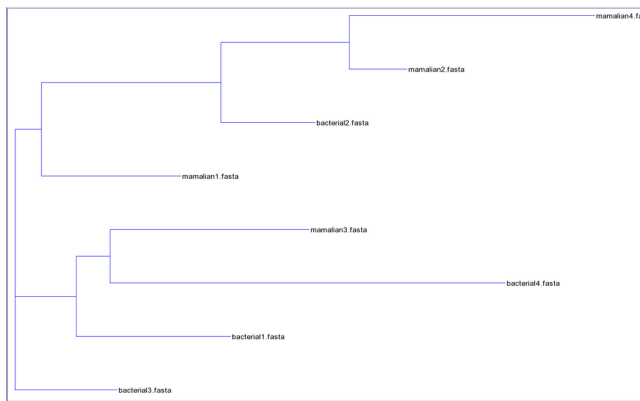 mamalian4.fa
mamalian2.fasta
bacterial2.fasta
mamalian1.fasta
mamalian3.fasta
bacterial4.fasta
bacterial1.fasta
bacterial3.fasta